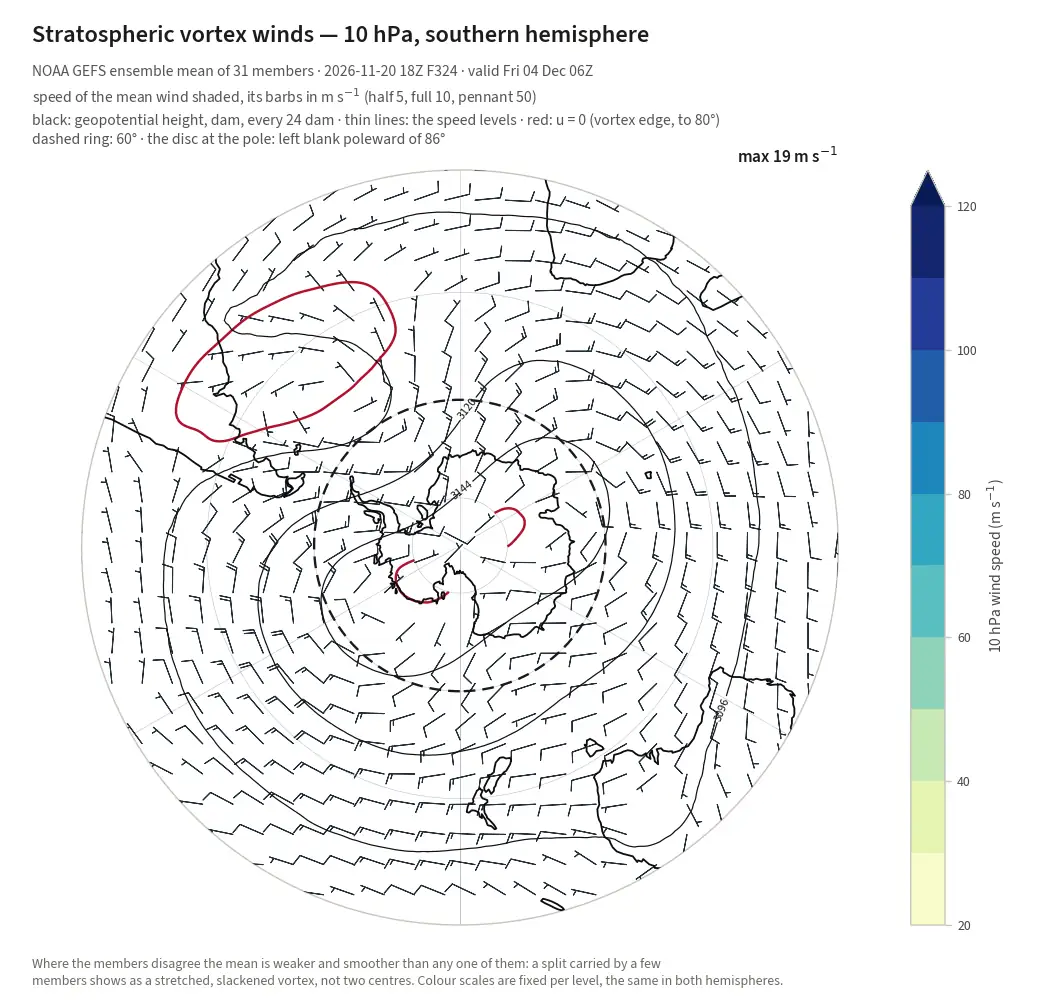 Stratospheric vortex winds — 10 hPa, southern hemisphere
NOAA GEFS ensemble mean of 31 members · 2026-11-20 18Z F324 · valid Fri 04 Dec 06Z
speed of the mean wind shaded, its barbs in m s⁻¹ (half 5, full 10, pennant 50)
black: geopotential height, dam, every 24 dam · thin lines: the speed levels · red: u = 0 (vortex edge, to 80°)
dashed ring: 60° · the disc at the pole: left blank poleward of 86°
max 19 m s⁻¹
120
100
80
60
40
20
10 hPa wind speed (m s⁻¹)
3120
3144
3096
Where the members disagree the mean is weaker and smoother than any one of them: a split carried by a few
members shows as a stretched, slackened vortex, not two centres. Colour scales are fixed per level, the same in both hemispheres.